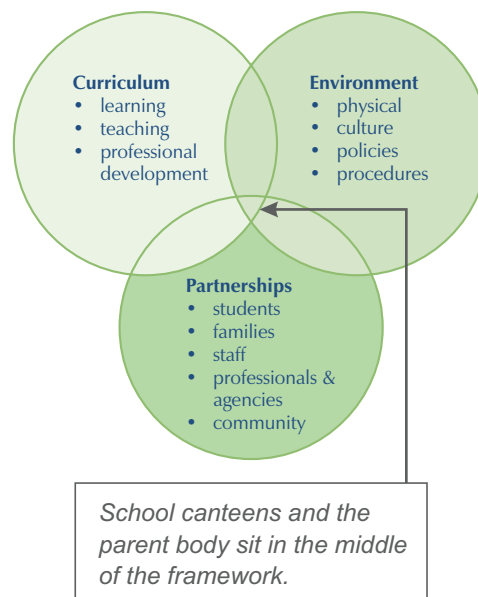 Curriculum
• learning
• teaching
• professional
development
Environment
• physical
• culture
• policies
• procedures
Partnerships
• students
• families
• staff
• professionals &
agencies
• community
School canteens and the
parent body sit in the middle
of the framework.